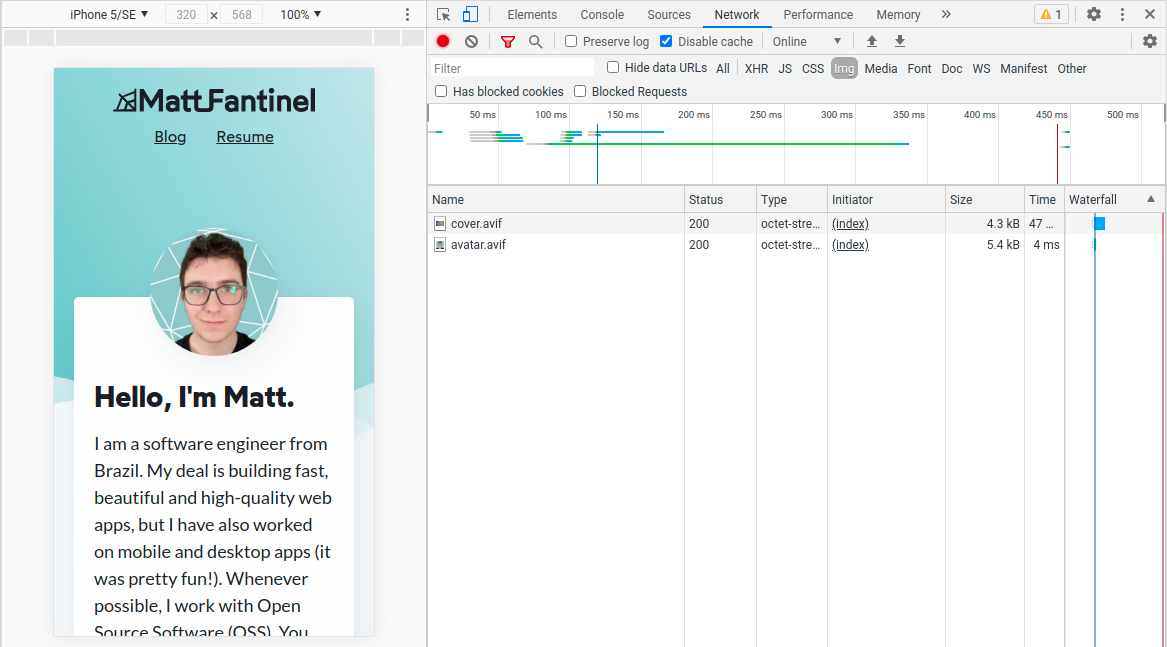 iPhone 5/SE ▼ 320 × 568 100% ▼
Elements Console Sources Network Performance Memory » 1
Preserve log Disable cache Online ▼
Filter Hide data URLs All XHR JS CSS Img Media Font Doc WS Manifest Other
Has blocked cookies Blocked Requests
50 ms 100 ms 150 ms 200 ms 250 ms 300 ms 350 ms 400 ms 450 ms 500 ms
Name Status Type Initiator Size Time Waterfall ▲
cover.avif 200 octet-stre… (index) 4.3 kB 47 …
avatar.avif 200 octet-stre… (index) 5.4 kB 4 ms
Matt Fantinel
Blog Resume
Hello, I'm Matt.
I am a software engineer from
Brazil. My deal is building fast,
beautiful and high-quality web
apps, but I have also worked
on mobile and desktop apps (it
was pretty fun!). Whenever
possible, I work with Open
Source Software (OSS). You